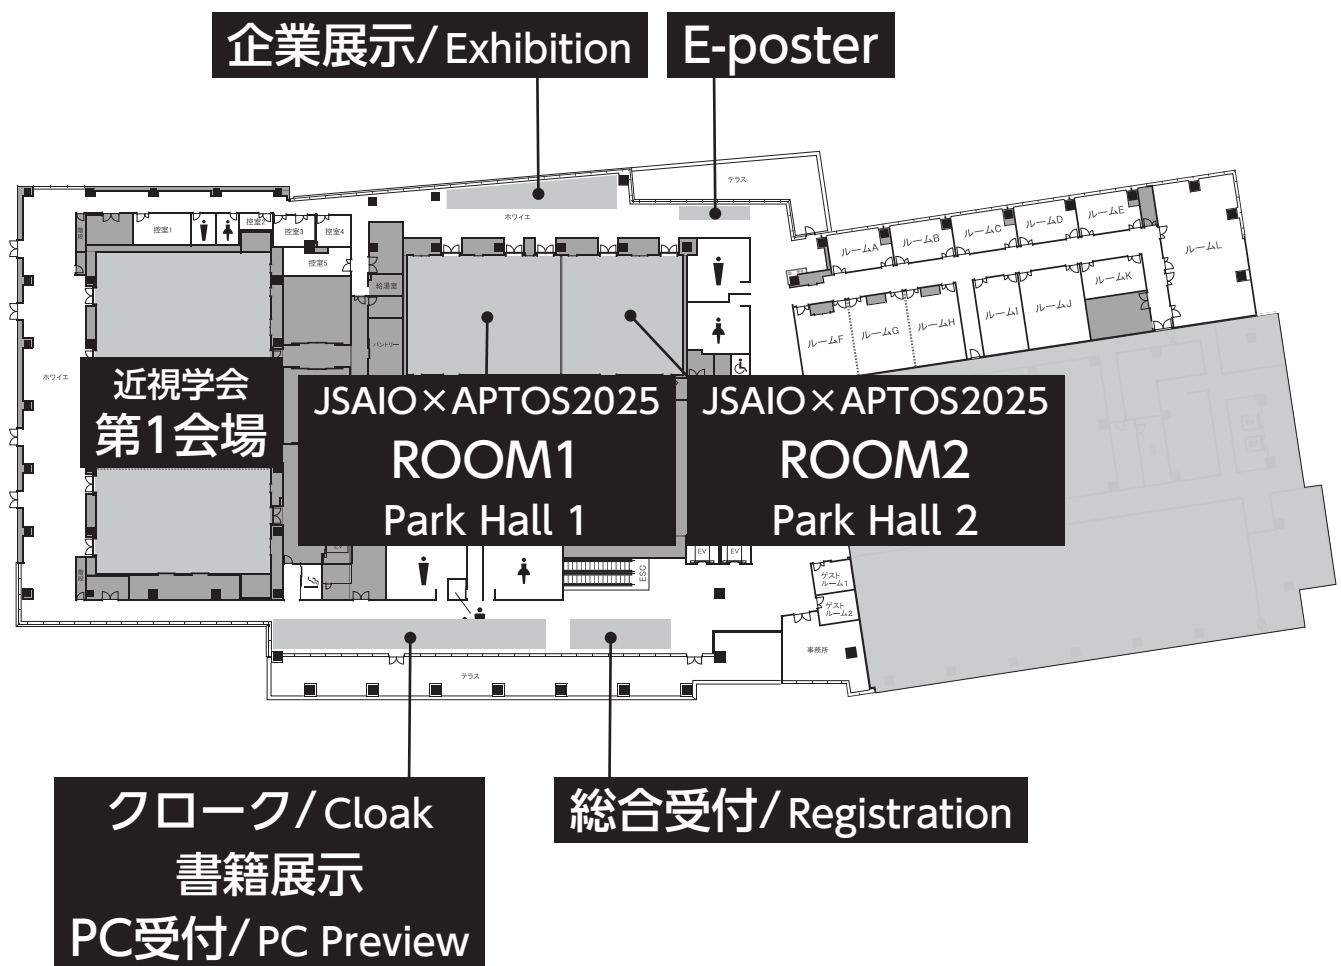 企業展示/Exhibition
E-poster
テラス
ホワイエ
控室1
控室2
控室3
控室4
控室5
階段
給湯室
パントリー
ルームA
ルームB
ルームC
ルームD
ルームE
ルームL
ルームF
ルームG
ルームH
ルームI
ルームJ
ルームK
ホワイエ
近視学会
第1会場
JSAIO×APTOS2025
ROOM1
Park Hall 1
JSAIO×APTOS2025
ROOM2
Park Hall 2
EV
EV
EV
ESC
階段
ゲスト
ルーム1
ゲスト
ルーム2
事務所
テラス
クローク/Cloak
書籍展示
PC受付/PC Preview
総合受付/Registration